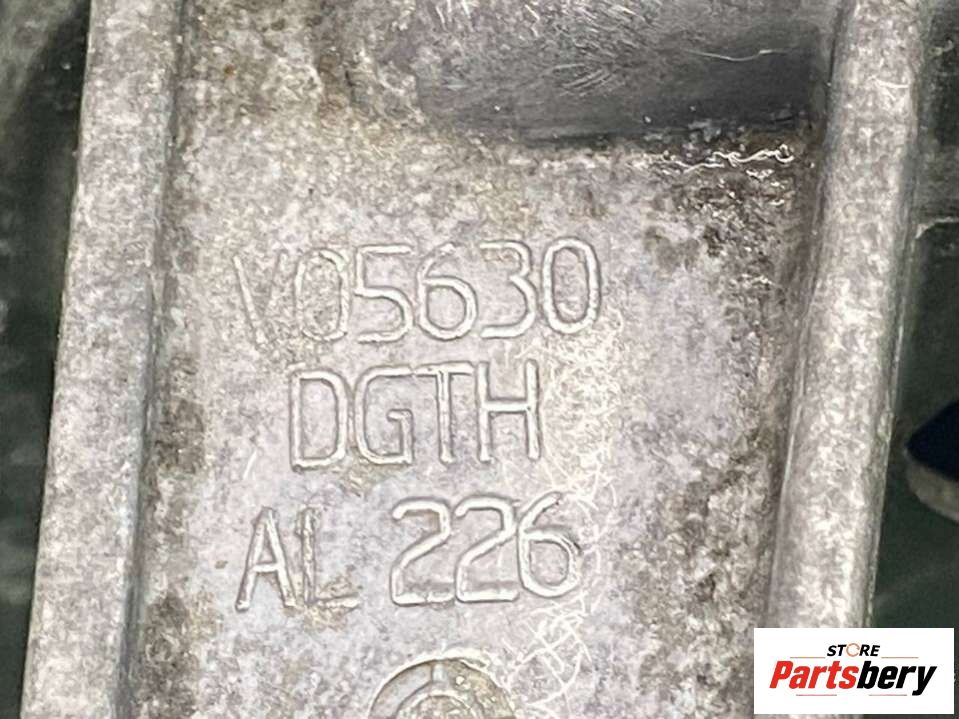 V05630
DGTH
AL 226
STORE
Partsbery